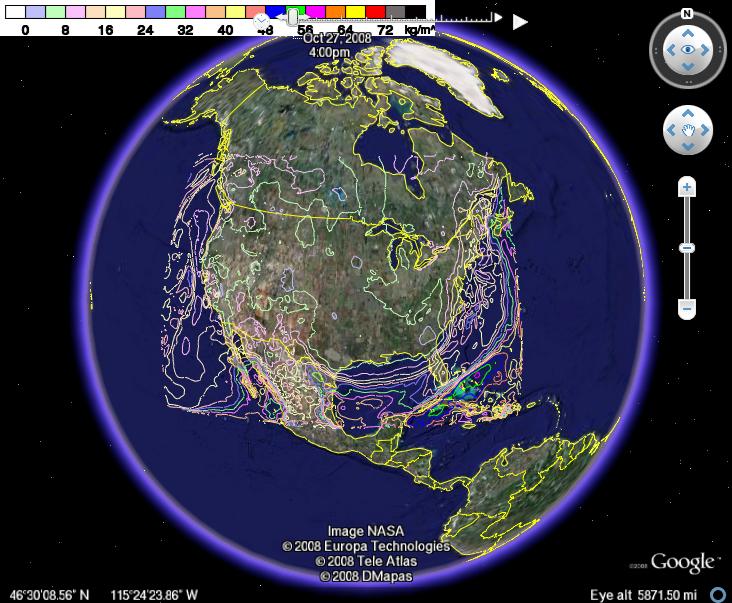 0 8 16 24 32 40 48 56 64 72 kg/m^
Oct 27, 2008
4:00pm
N
Image NASA
© 2008 Europa Technologies
© 2008 Tele Atlas
© 2008 DMapas
©2008 Google™
46°30'08.56" N 115°24'23.86" W
Eye alt 5871.50 mi